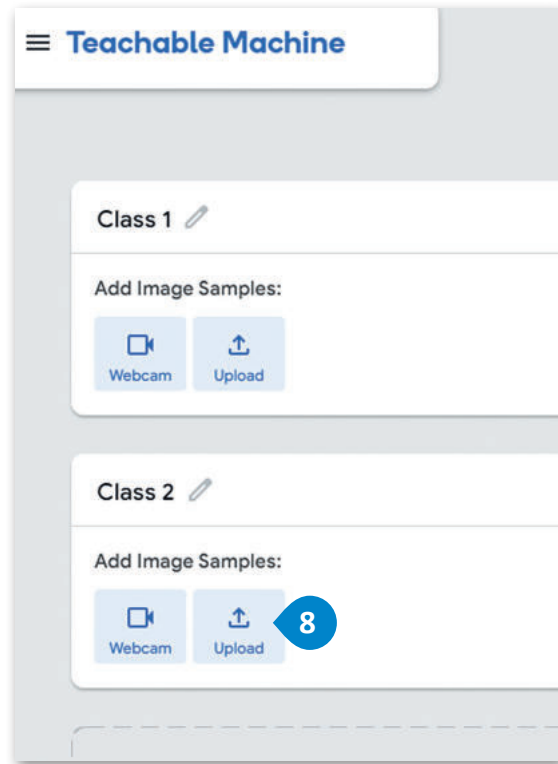 Teachable Machine
Class 1
Add Image Samples:
Webcam Upload
Class 2
Add Image Samples:
Webcam Upload
8